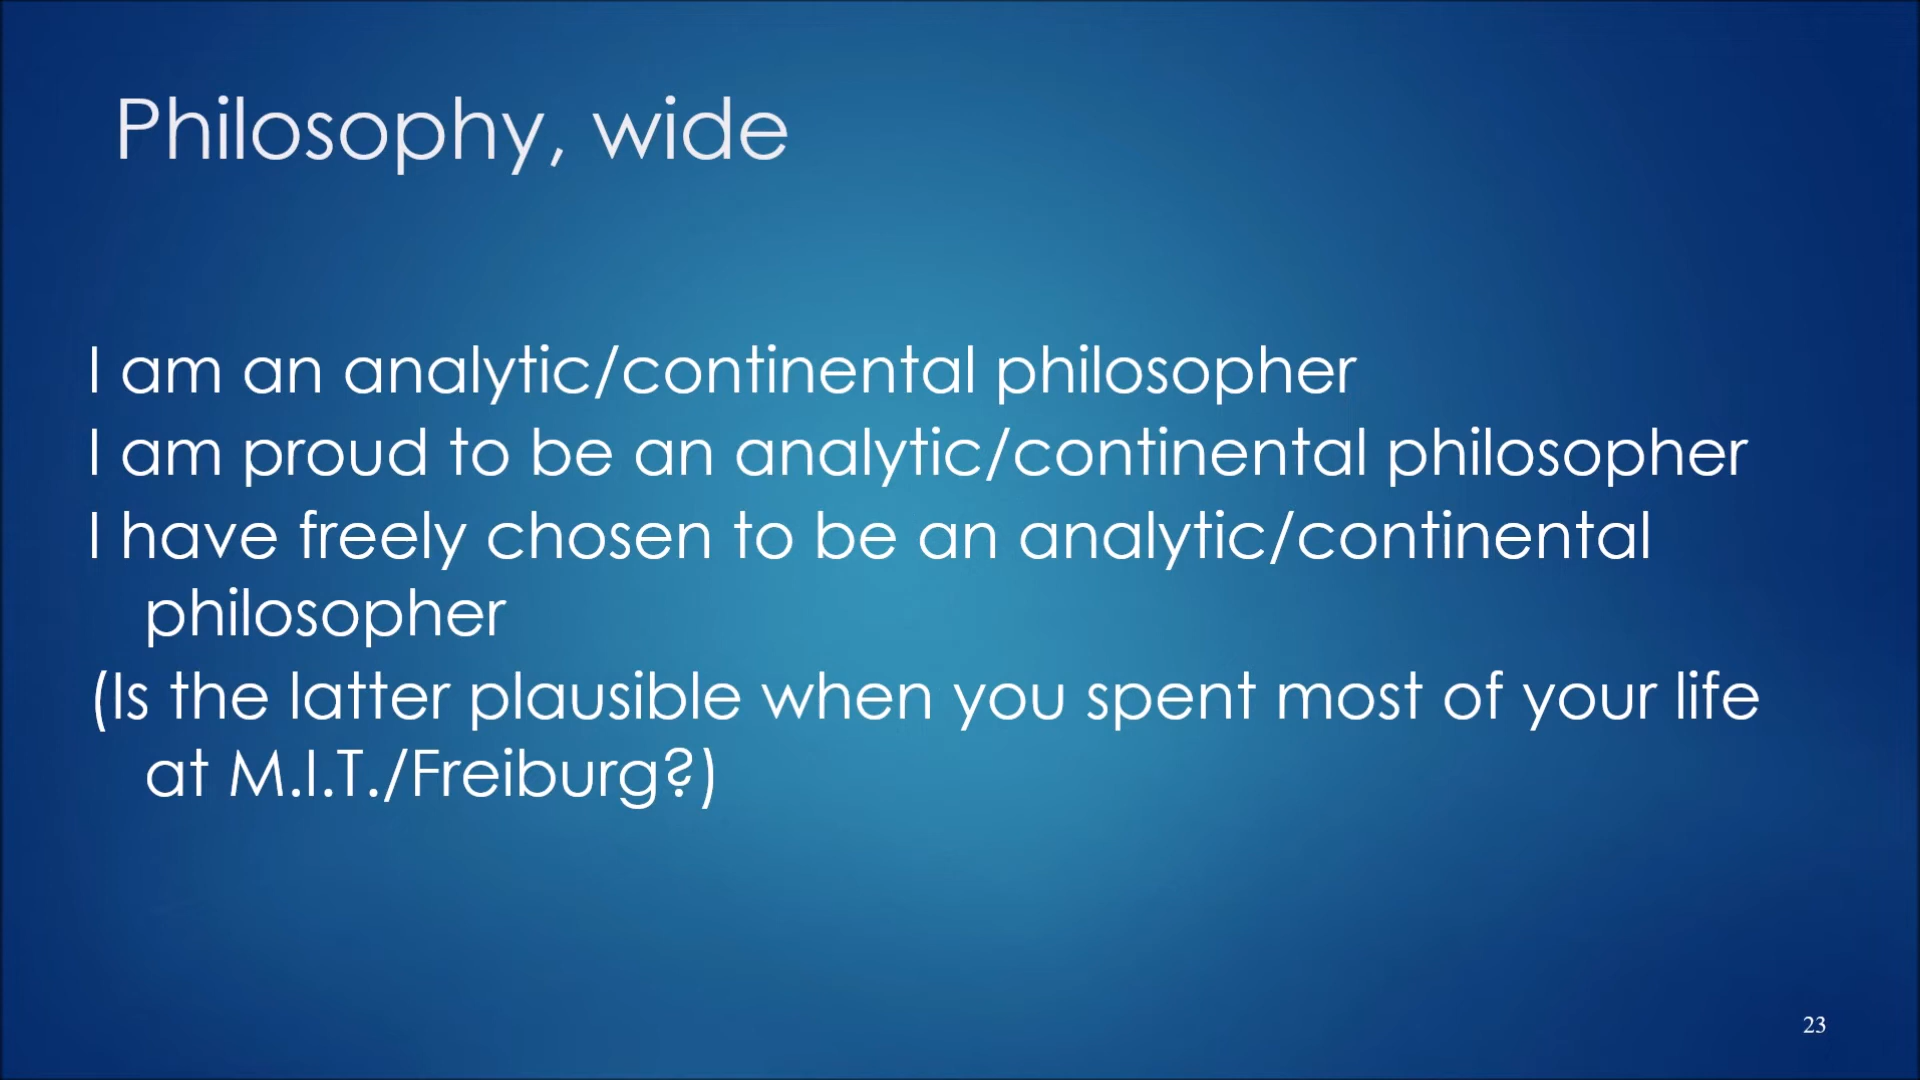 Philosophy, wide
I am an analytic/continental philosopher
I am proud to be an analytic/continental philosopher
I have freely chosen to be an analytic/continental
philosopher
(Is the latter plausible when you spent most of your life
at M.I.T./Freiburg?)
23